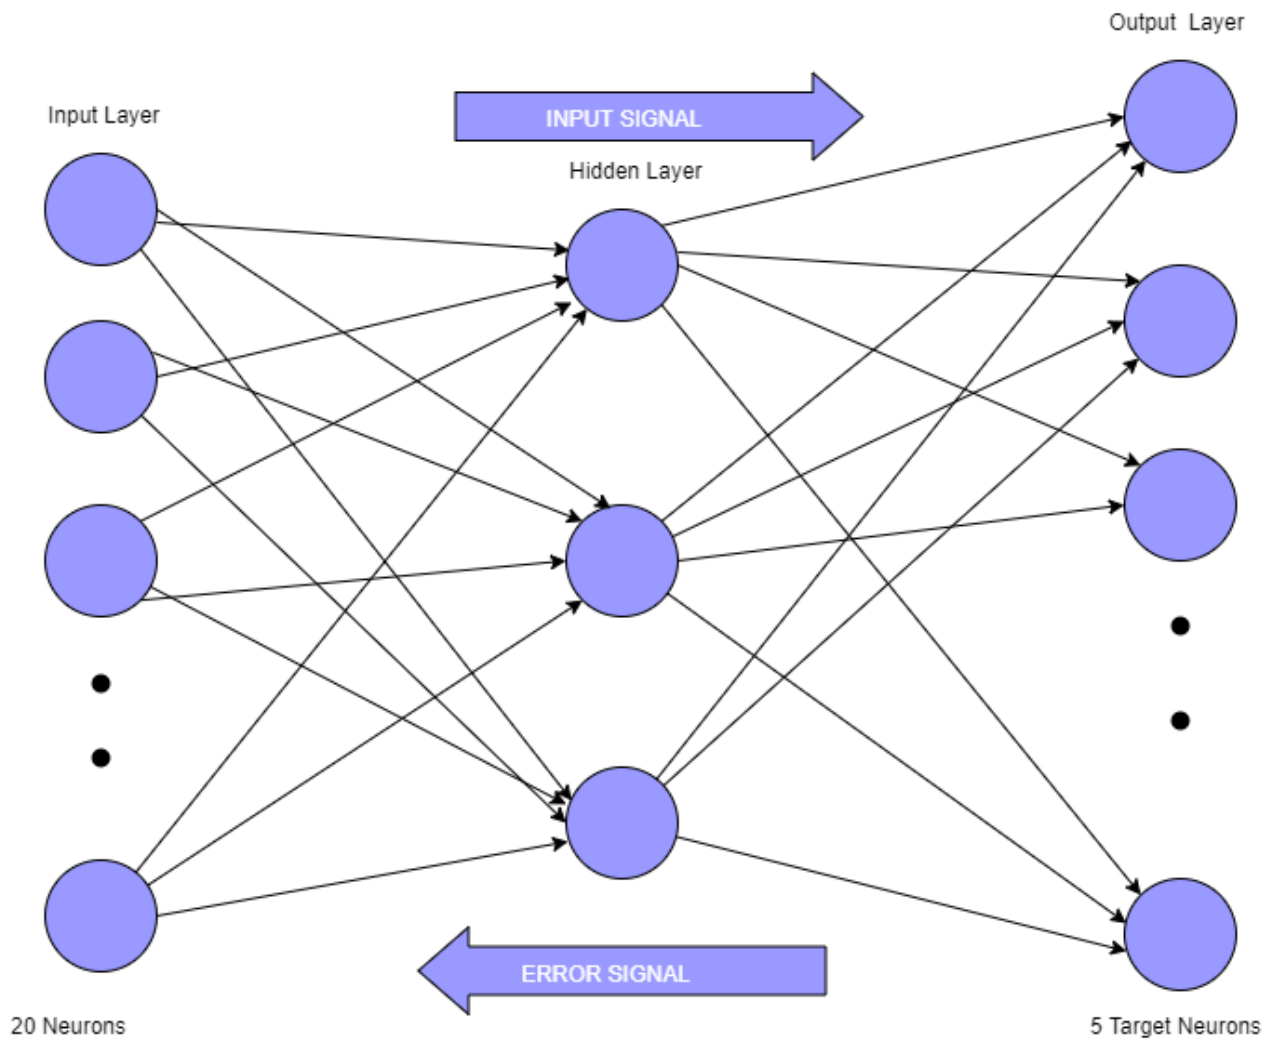 Output Layer
Input Layer
INPUT SIGNAL
Hidden Layer
ERROR SIGNAL
20 Neurons
5 Target Neurons